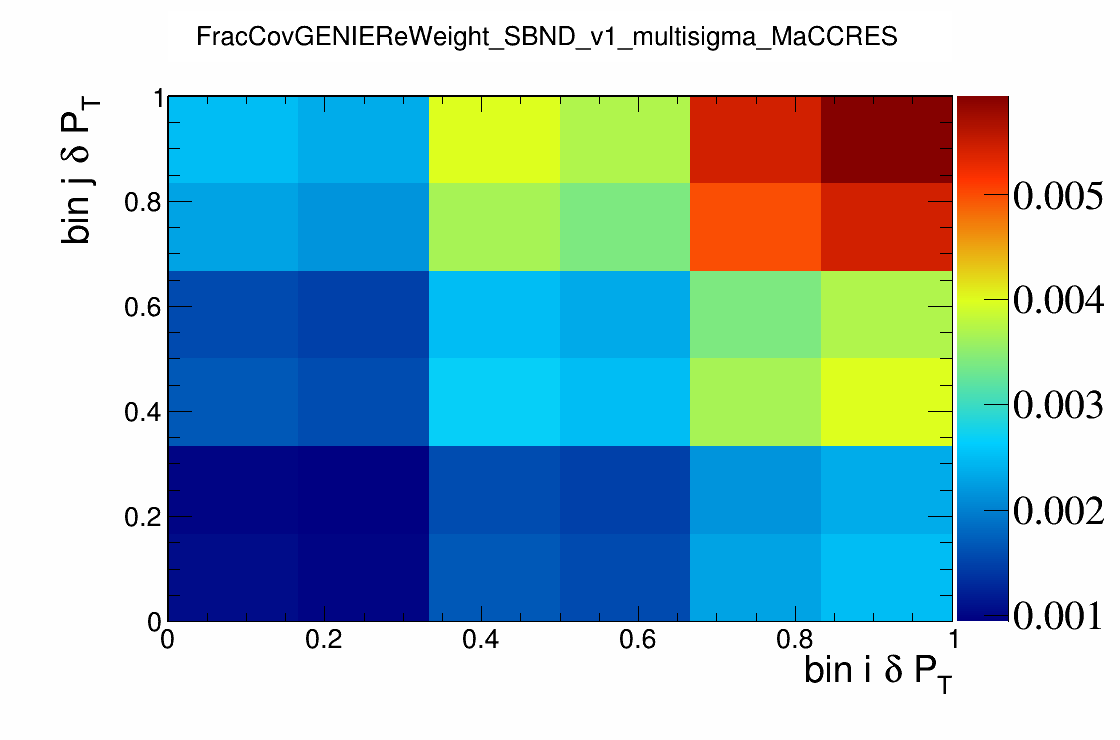 FracCovGENIEReWeight_SBND_v1_multisigma_MaCCRES
bin j δ P_T
1
0.8
0.6
0.4
0.2
0
0 0.2 0.4 0.6 0.8 1
bin i δ P_T
0.005
0.004
0.003
0.002
0.001